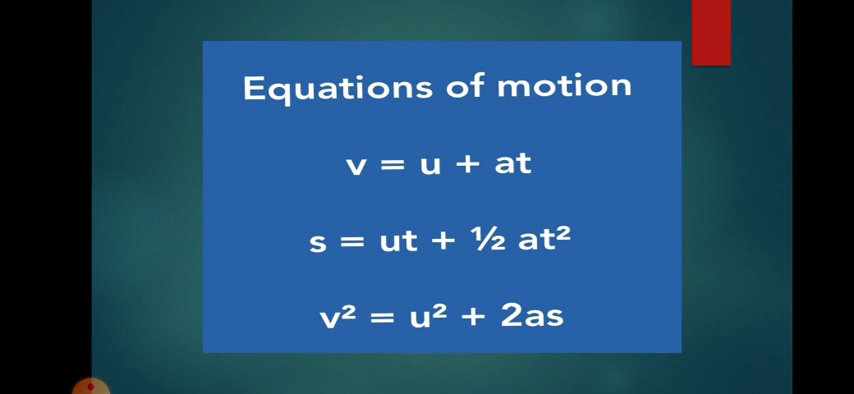 Equations of motion
v = u + at
s = ut + ½ at²
v² = u² + 2as